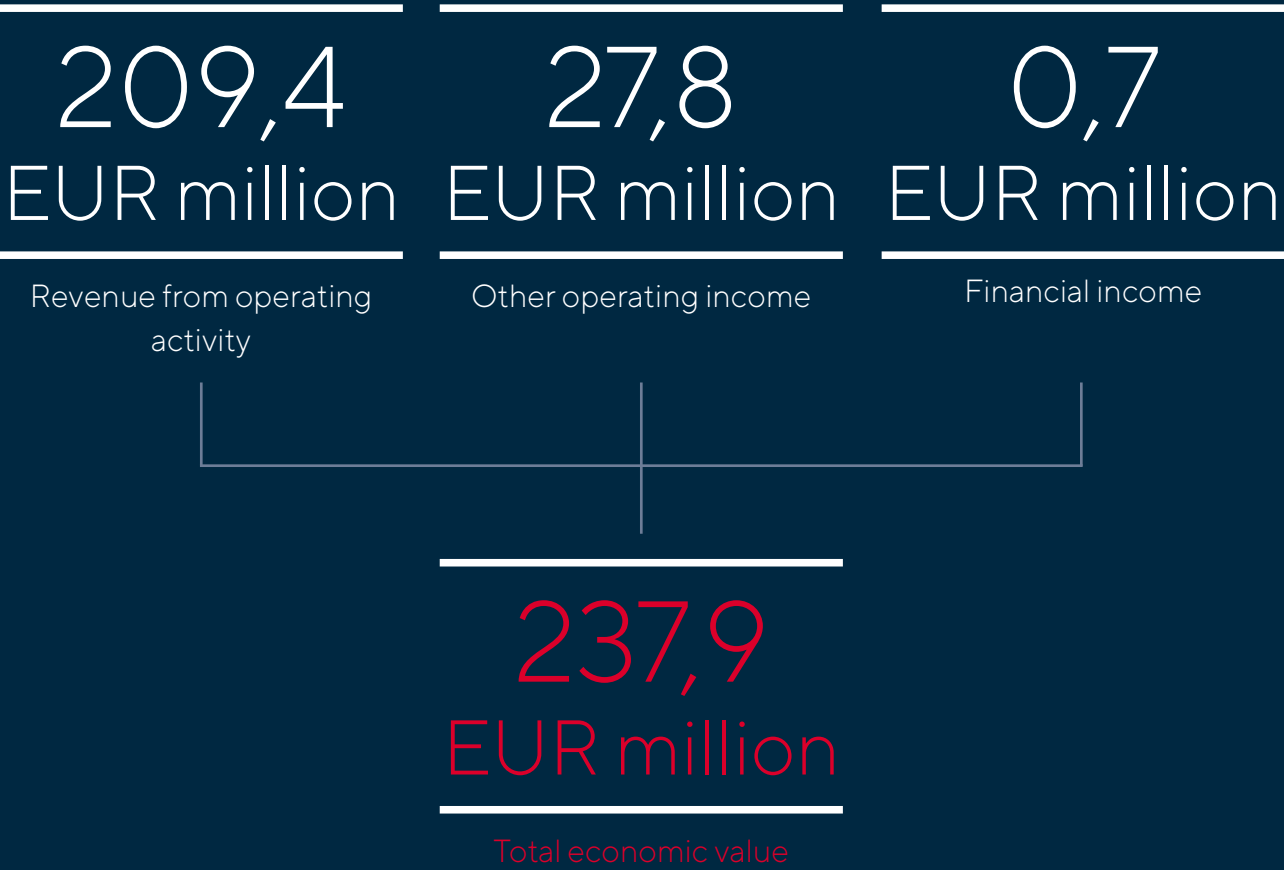 209,4
EUR million
Revenue from operating
activity
27,8
EUR million
Other operating income
0,7
EUR million
Financial income
237,9
EUR million
Total economic value